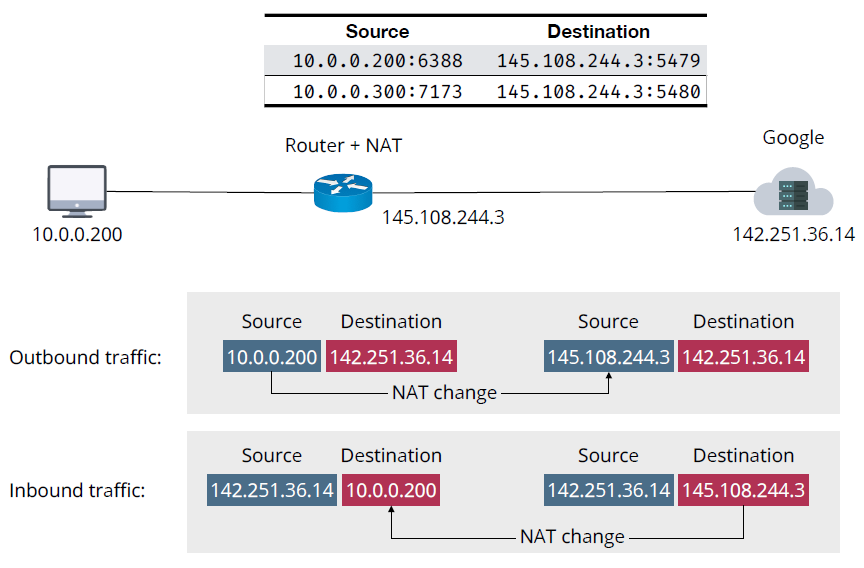 Source Destination
10.0.0.200:6388 145.108.244.3:5479
10.0.0.300:7173 145.108.244.3:5480
Router + NAT
Google
145.108.244.3
10.0.0.200
142.251.36.14
Source Destination Source Destination
Outbound traffic: 10.0.0.200 142.251.36.14 145.108.244.3 142.251.36.14
NAT change
Source Destination Source Destination
Inbound traffic: 142.251.36.14 10.0.0.200 142.251.36.14 145.108.244.3
NAT change